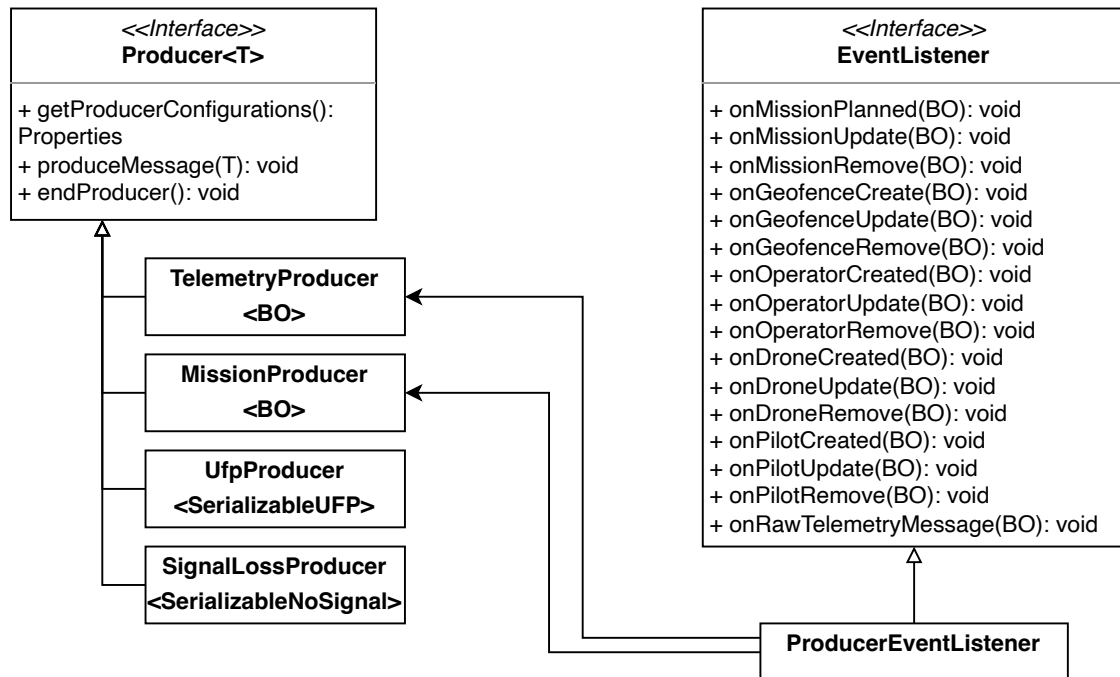 <<Interface>>
Producer<T>
+ getProducerConfigurations():
Properties
+ produceMessage(T): void
+ endProducer(): void
TelemetryProducer
<BO>
MissionProducer
<BO>
UfpProducer
<SerializableUFP>
SignalLossProducer
<SerializableNoSignal>
<<Interface>>
EventListener
+ onMissionPlanned(BO): void
+ onMissionUpdate(BO): void
+ onMissionRemove(BO): void
+ onGeofenceCreate(BO): void
+ onGeofenceUpdate(BO): void
+ onGeofenceRemove(BO): void
+ onOperatorCreated(BO): void
+ onOperatorUpdate(BO): void
+ onOperatorRemove(BO): void
+ onDroneCreated(BO): void
+ onDroneUpdate(BO): void
+ onDroneRemove(BO): void
+ onPilotCreated(BO): void
+ onPilotUpdate(BO): void
+ onPilotRemove(BO): void
+ onRawTelemetryMessage(BO): void
ProducerEventListener